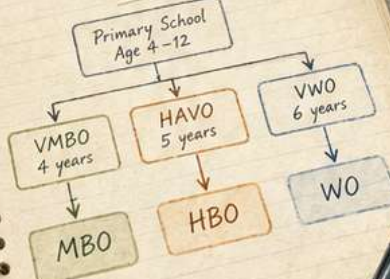 Primary School
Age 4-12
VMBO
4 years
HAVO
5 years
VWO
6 years
MBO
HBO
WO